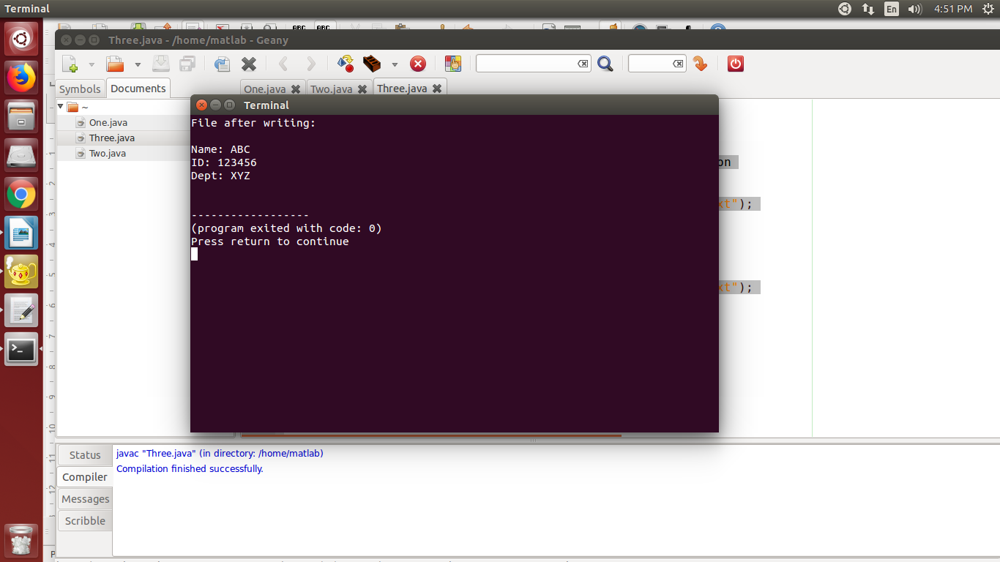 Terminal
En
4:51 PM
Three.java - /home/matlab - Geany
Symbols
Documents
One.java
Two.java
Three.java
~
One.java
Three.java
Two.java
Terminal
File after writing:
Name: ABC
ID: 123456
Dept: XYZ
------------------
(program exited with code: 0)
Press return to continue
on
xt");
xt");
Status
Compiler
Messages
Scribble
javac "Three.java" (in directory: /home/matlab)
Compilation finished successfully.